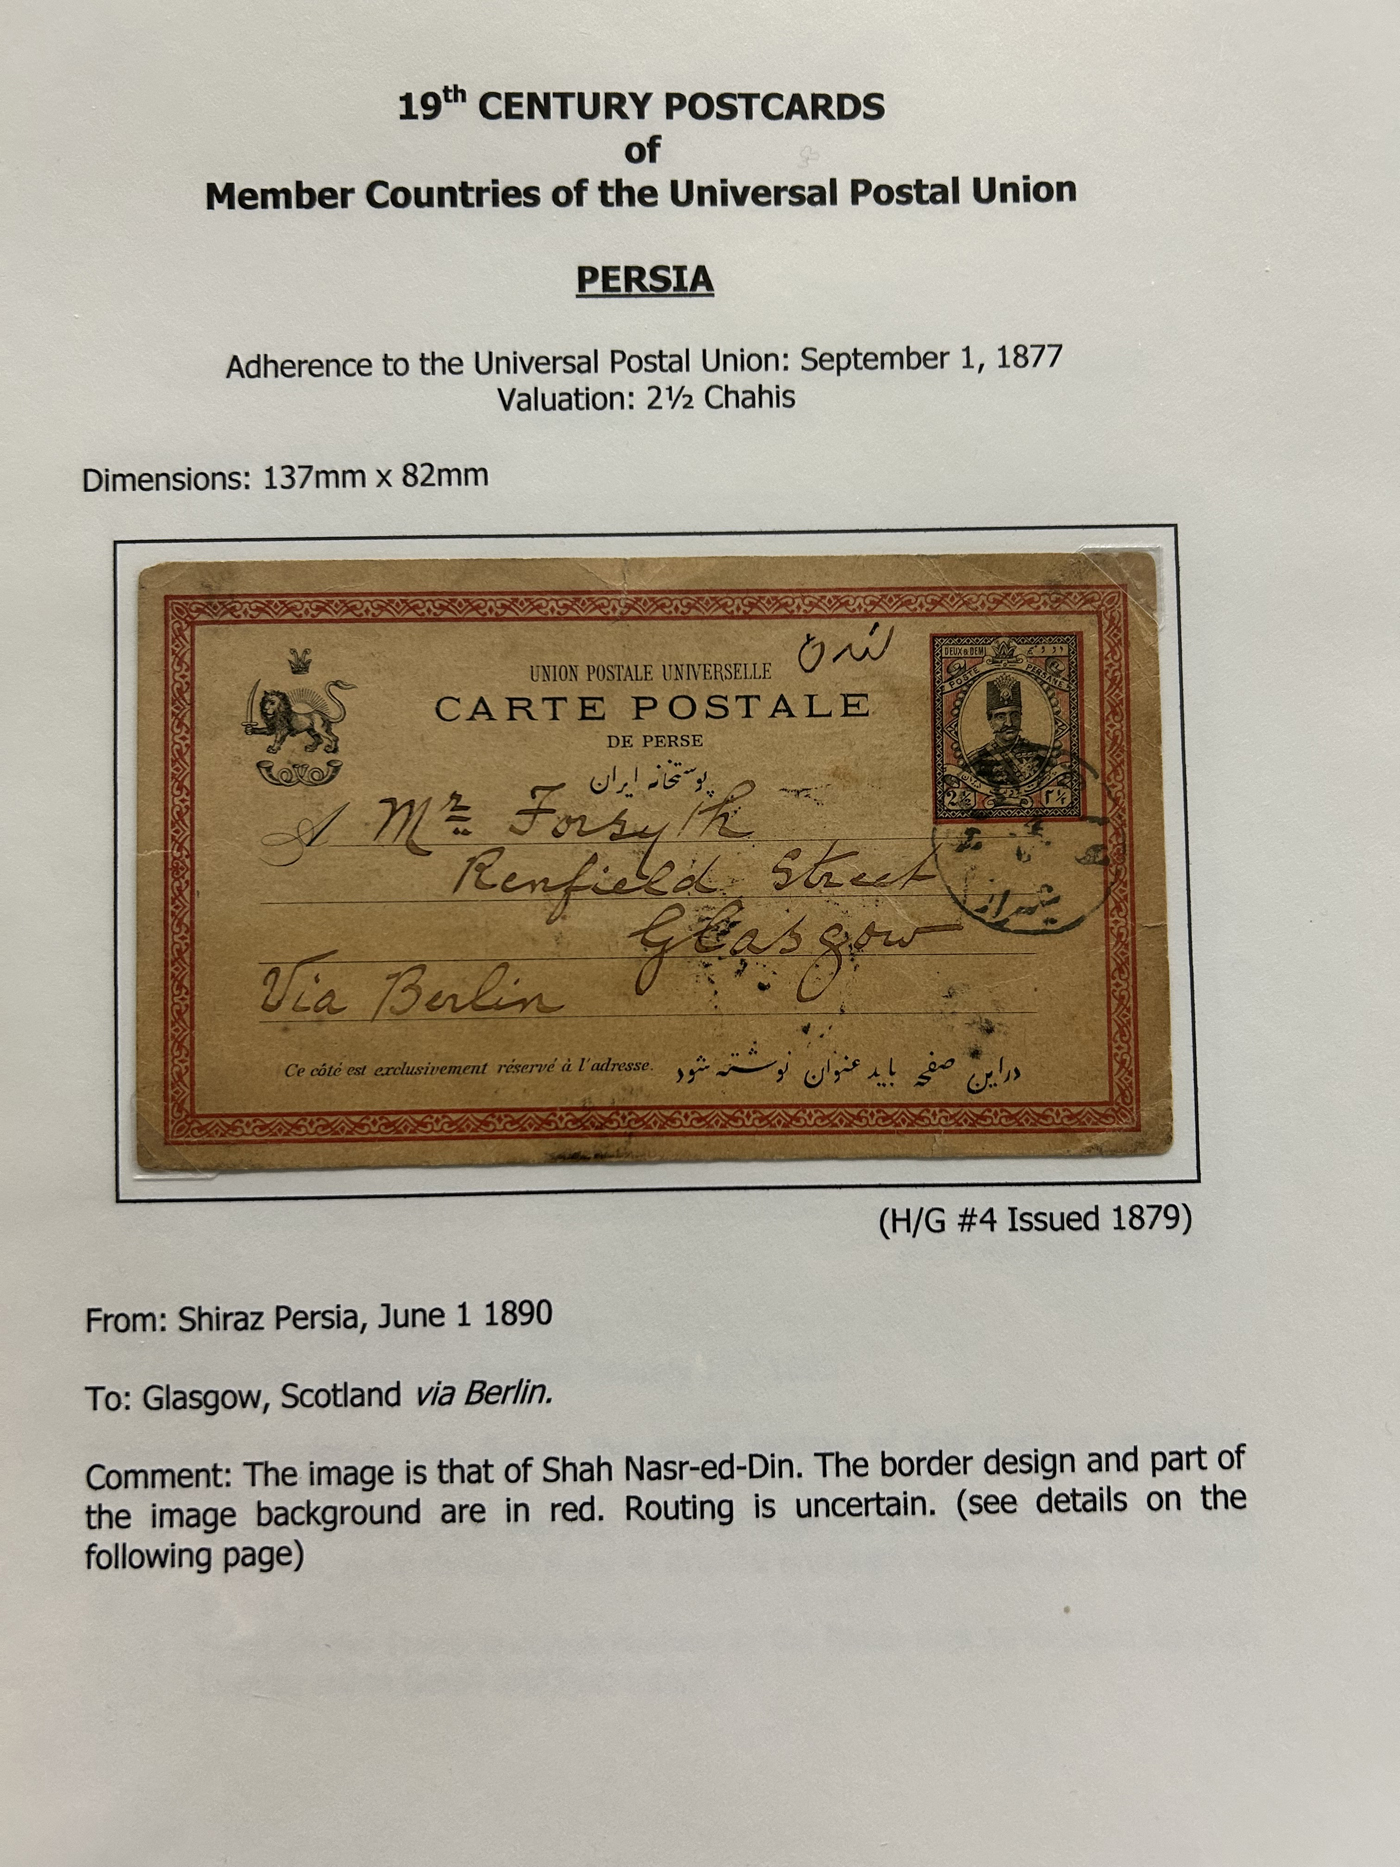 19th CENTURY POSTCARDS
of
Member Countries of the Universal Postal Union
PERSIA
Adherence to the Universal Postal Union: September 1, 1877
Valuation: 2½ Chahis
Dimensions: 137mm x 82mm
UNION POSTALE UNIVERSELLE
CARTE POSTALE
DE PERSE
پوستخانه ایران
DEUX & DEMI
POSTE PERSANE
2½ ۲½
A Mr Forsyth
Renfield Street
Glasgow
شیراز
Via Berlin
Ce côté est exclusivement réservé à l'adresse. دراین صفحه باید عنوان نوشته شود
(H/G #4 Issued 1879)
From: Shiraz Persia, June 1 1890
To: Glasgow, Scotland via Berlin.
Comment: The image is that of Shah Nasr-ed-Din. The border design and part of
the image background are in red. Routing is uncertain. (see details on the
following page)